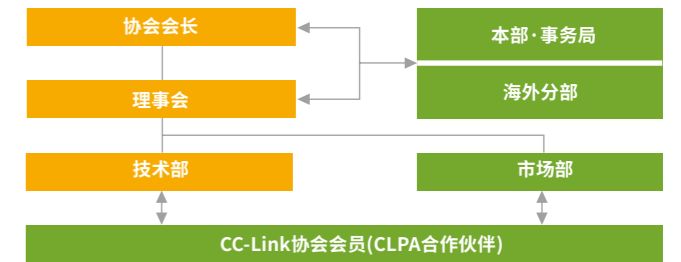 协会会长
本部·事务局
理事会
海外分部
技术部
市场部
CC-Link协会会员(CLPA合作伙伴)